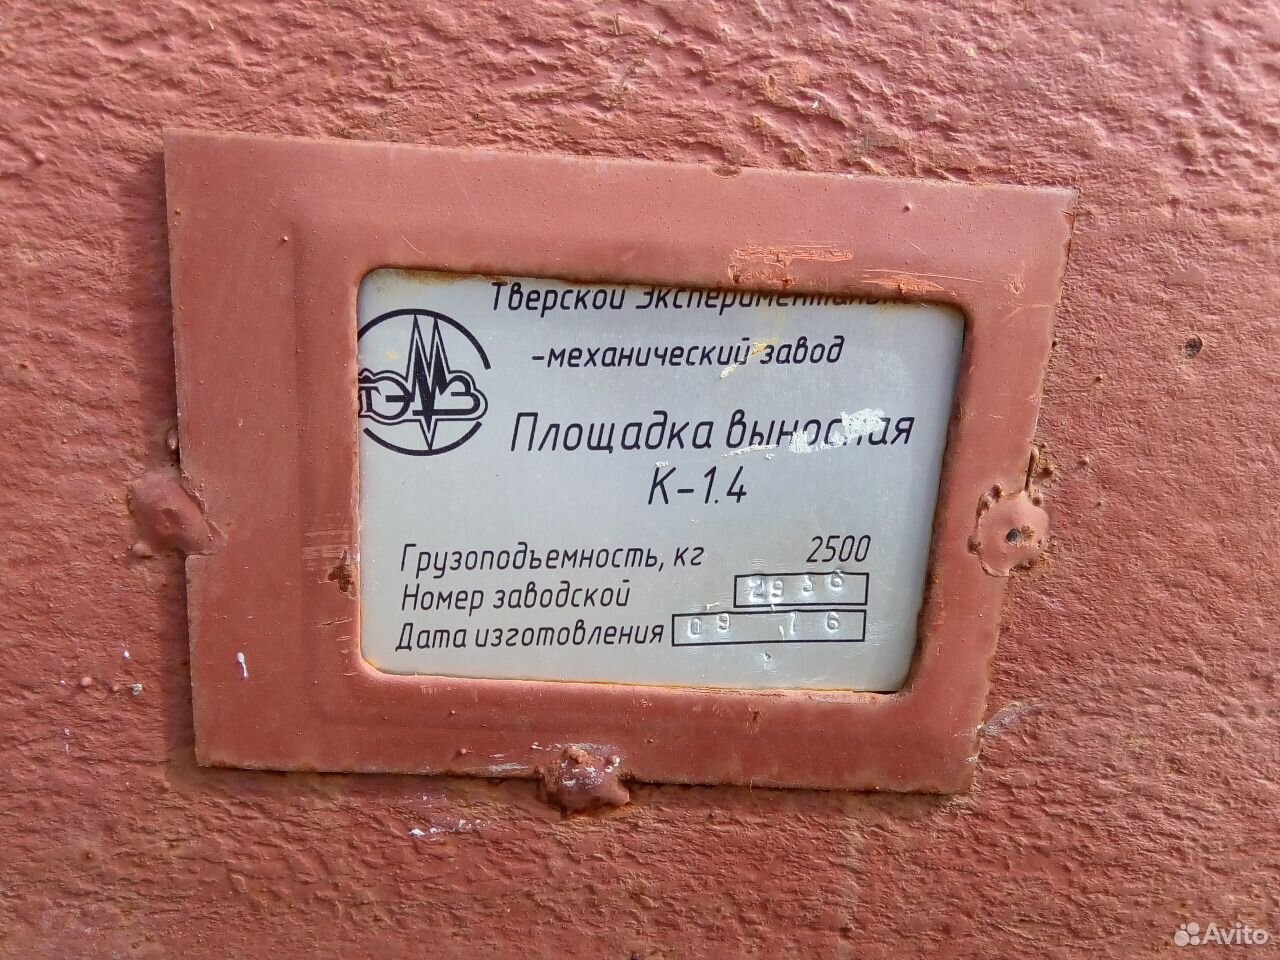 Тверской Экспериментально
-механический завод
ТЭМЗ
Площадка выносная
К-1.4
Грузоподъемность, кг 2500
Номер заводской 2936
Дата изготовления 09 16
Avito